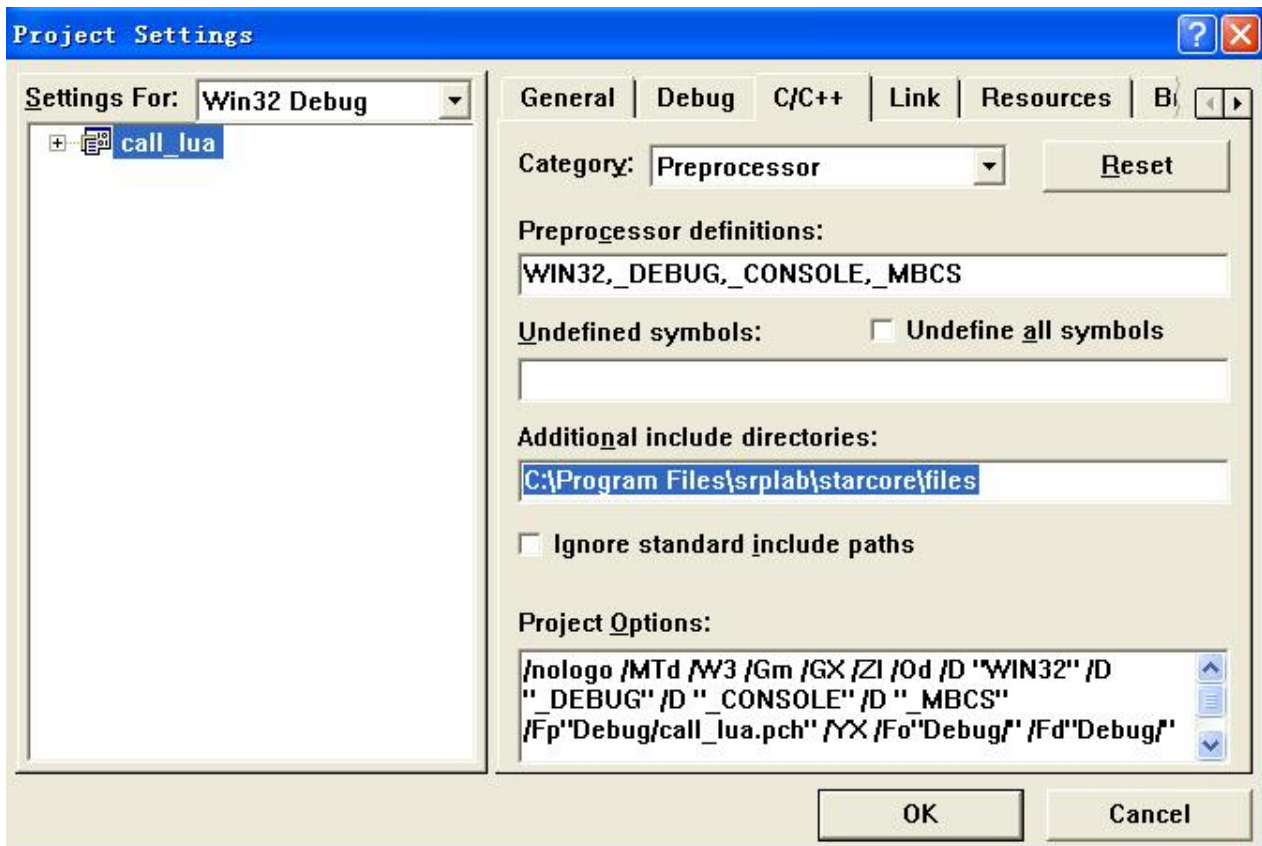 Project Settings
Settings For: Win32 Debug
call_lua
General Debug C/C++ Link Resources
Category: Preprocessor Reset
Preprocessor definitions:
WIN32,_DEBUG,_CONSOLE,_MBCS
Undefined symbols: Undefine all symbols
Additional include directories:
C:\Program Files\srplab\starcore\files
Ignore standard include paths
Project Options:
/nologo /MTd /W3 /Gm /GX /ZI /Od /D "WIN32" /D
"_DEBUG" /D "_CONSOLE" /D "_MBCS"
/Fp"Debug/call_lua.pch" /YX /Fo"Debug/" /Fd"Debug/"
OK Cancel